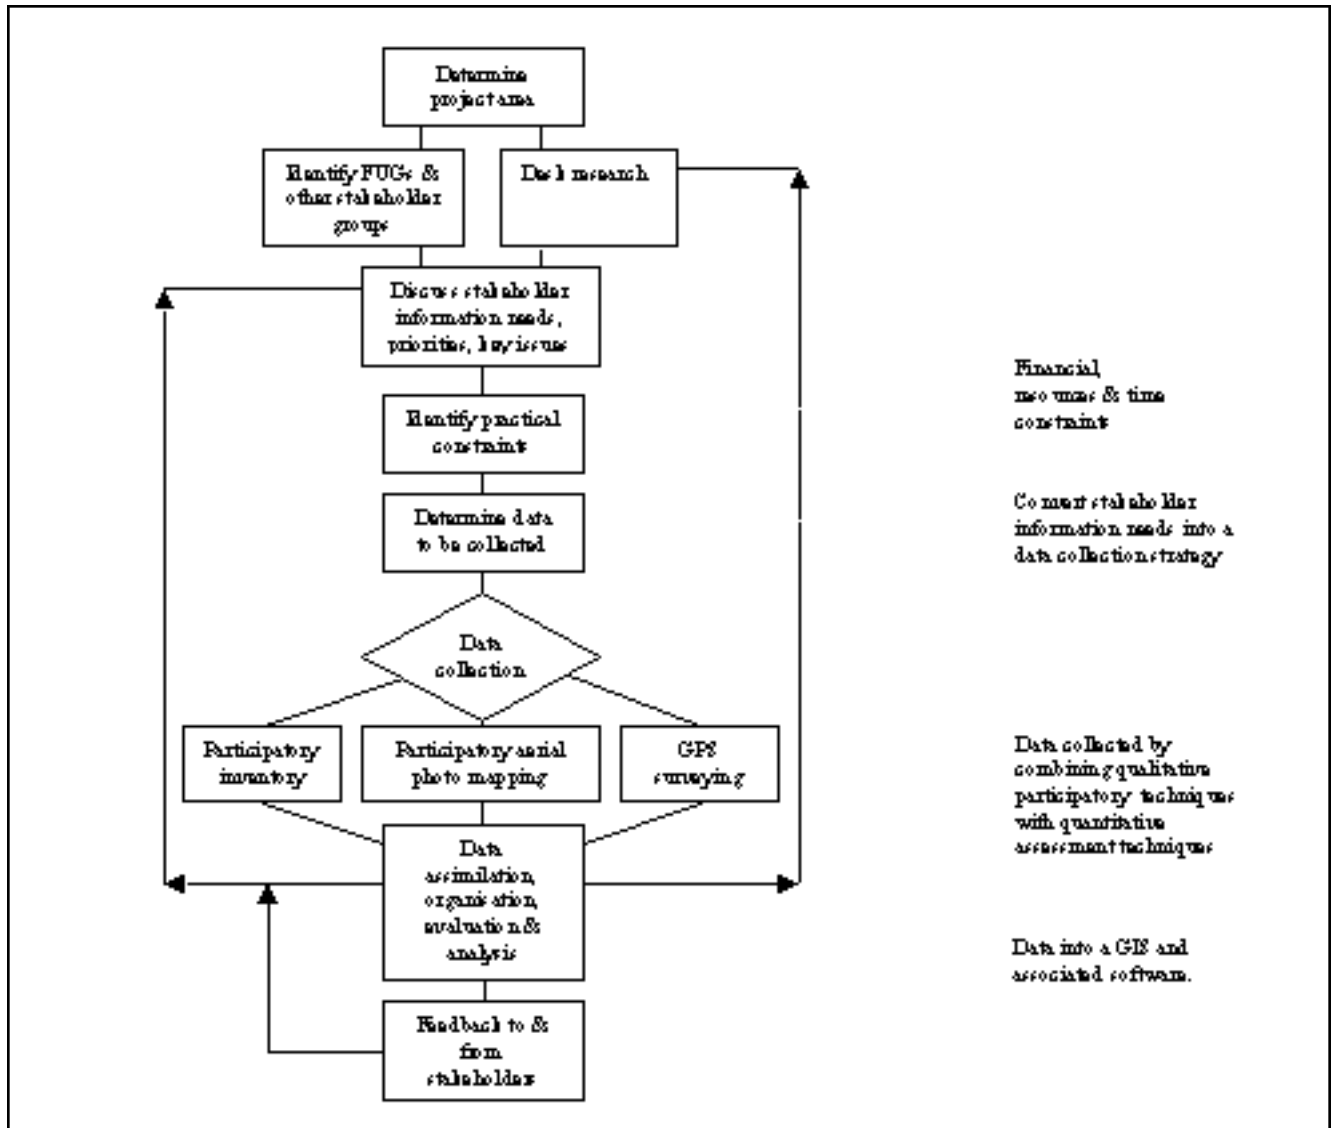 Determine
project area
Identify FUGs &
other stakeholder
groups
Desk research
Discuss stakeholder
information needs,
priorities, key issues
Financial,
resources & time
constraints
Identify practical
constraints
Convert stakeholder
information needs into a
data collection strategy
Determine data
to be collected
Data
collection
Participatory
inventory
Participatory aerial
photo mapping
GPS
surveying
Data collected by
combining qualitative
participatory techniques
with quantitative
assessment techniques
Data
assimilation,
organisation,
evaluation &
analysis
Data into a GIS and
associated software.
Feedback to &
from
stakeholders